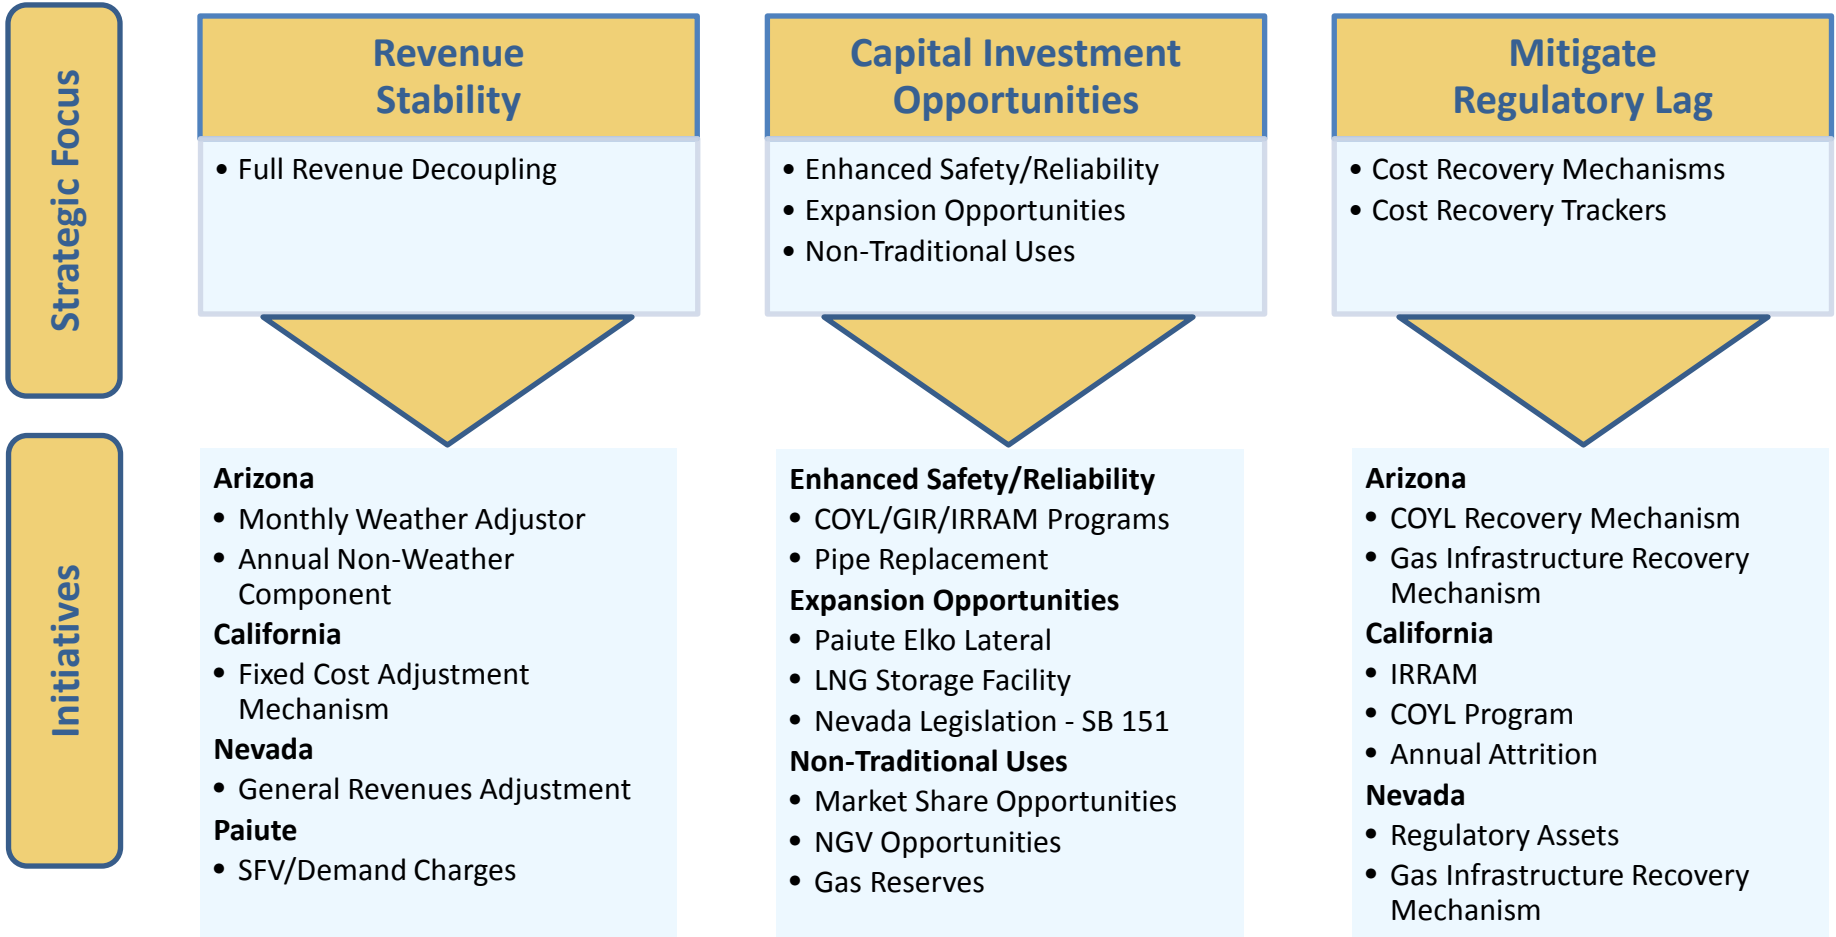 Strategic Focus
Revenue
Stability
• Full Revenue Decoupling
Capital Investment
Opportunities
• Enhanced Safety/Reliability
• Expansion Opportunities
• Non-Traditional Uses
Mitigate
Regulatory Lag
• Cost Recovery Mechanisms
• Cost Recovery Trackers
Initiatives
Arizona
• Monthly Weather Adjustor
• Annual Non-Weather
Component
California
• Fixed Cost Adjustment
Mechanism
Nevada
• General Revenues Adjustment
Paiute
• SFV/Demand Charges
Enhanced Safety/Reliability
• COYL/GIR/IRRAM Programs
• Pipe Replacement
Expansion Opportunities
• Paiute Elko Lateral
• LNG Storage Facility
• Nevada Legislation - SB 151
Non-Traditional Uses
• Market Share Opportunities
• NGV Opportunities
• Gas Reserves
Arizona
• COYL Recovery Mechanism
• Gas Infrastructure Recovery
Mechanism
California
• IRRAM
• COYL Program
• Annual Attrition
Nevada
• Regulatory Assets
• Gas Infrastructure Recovery
Mechanism